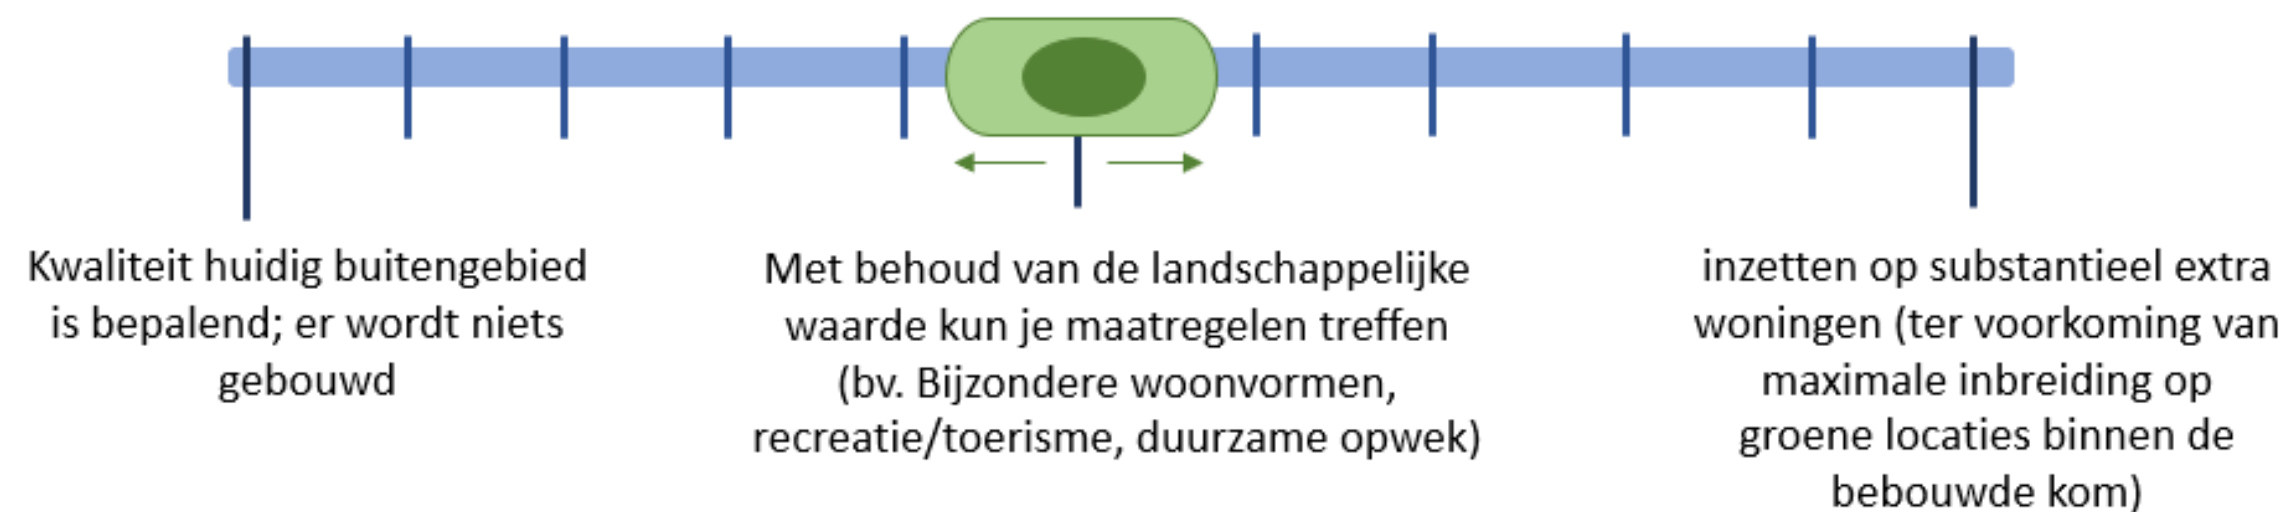 Kwaliteit huidig buitengebied
is bepalend; er wordt niets
gebouwd
Met behoud van de landschappelijke
waarde kun je maatregelen treffen
(bv. Bijzondere woonvormen,
recreatie/toerisme, duurzame opwek)
inzetten op substantieel extra
woningen (ter voorkoming van
maximale inbreiding op
groene locaties binnen de
bebouwde kom)